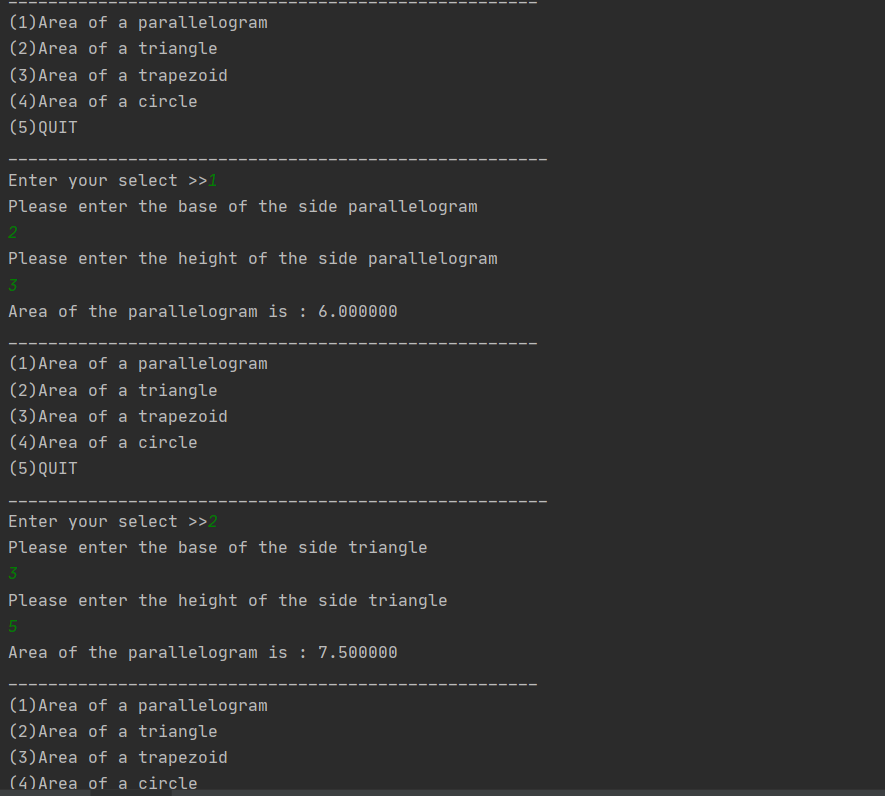 _____________________________________________________
(1)Area of a parallelogram
(2)Area of a triangle
(3)Area of a trapezoid
(4)Area of a circle
(5)QUIT
______________________________________________________
Enter your select >>1
Please enter the base of the side parallelogram
2
Please enter the height of the side parallelogram
3
Area of the parallelogram is : 6.000000
_____________________________________________________
(1)Area of a parallelogram
(2)Area of a triangle
(3)Area of a trapezoid
(4)Area of a circle
(5)QUIT
______________________________________________________
Enter your select >>2
Please enter the base of the side triangle
3
Please enter the height of the side triangle
5
Area of the parallelogram is : 7.500000
_____________________________________________________
(1)Area of a parallelogram
(2)Area of a triangle
(3)Area of a trapezoid
(4)Area of a circle